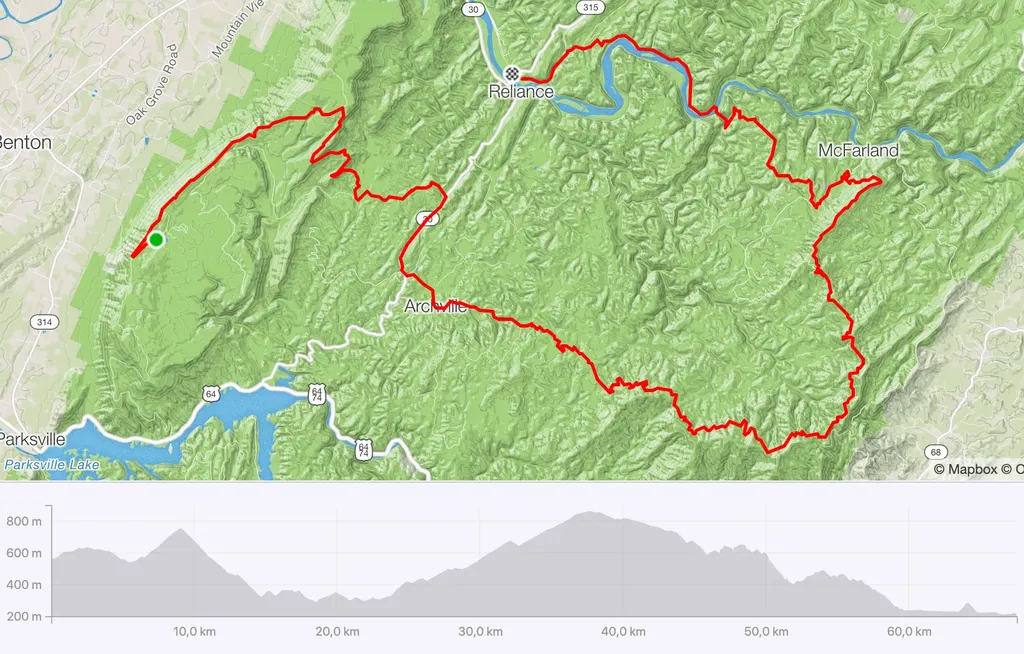 30
315
Mountain Vie
Oak Grove Road
Reliance
Benton
McFarland
30
Archville
314
64
64
74
64
74
Parksville
Parksville Lake
68
© Mapbox © O
800 m
600 m
400 m
200 m
10,0 km
20,0 km
30,0 km
40,0 km
50,0 km
60,0 km